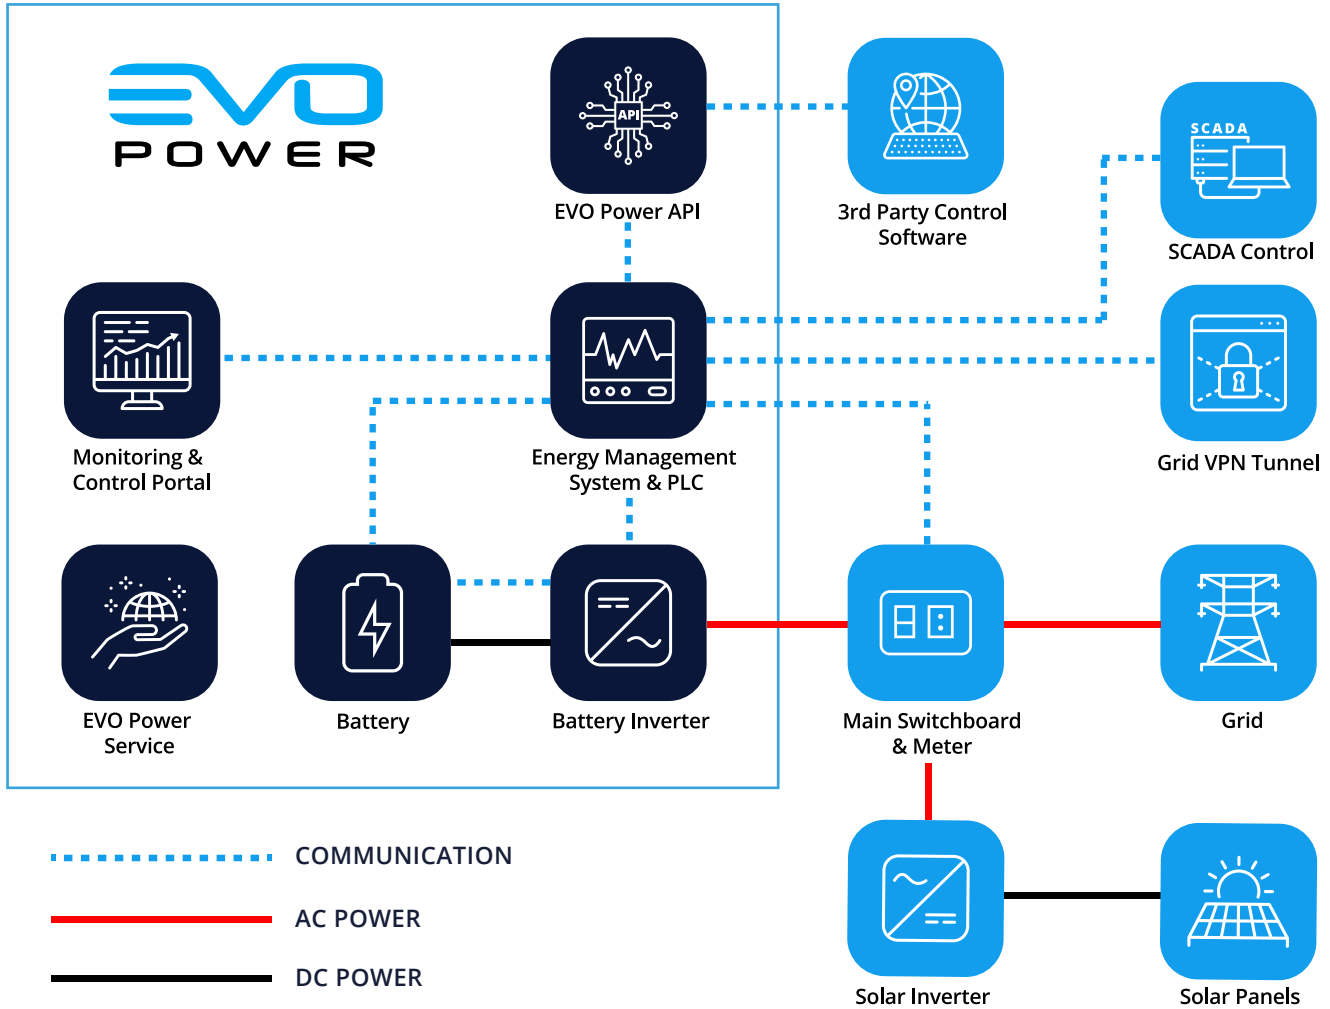 EVO
POWER
API
EVO Power API
3rd Party Control
Software
SCADA
SCADA Control
Monitoring &
Control Portal
Energy Management
System & PLC
Grid VPN Tunnel
EVO Power
Service
Battery
Battery Inverter
Main Switchboard
& Meter
Grid
COMMUNICATION
AC POWER
DC POWER
Solar Inverter
Solar Panels